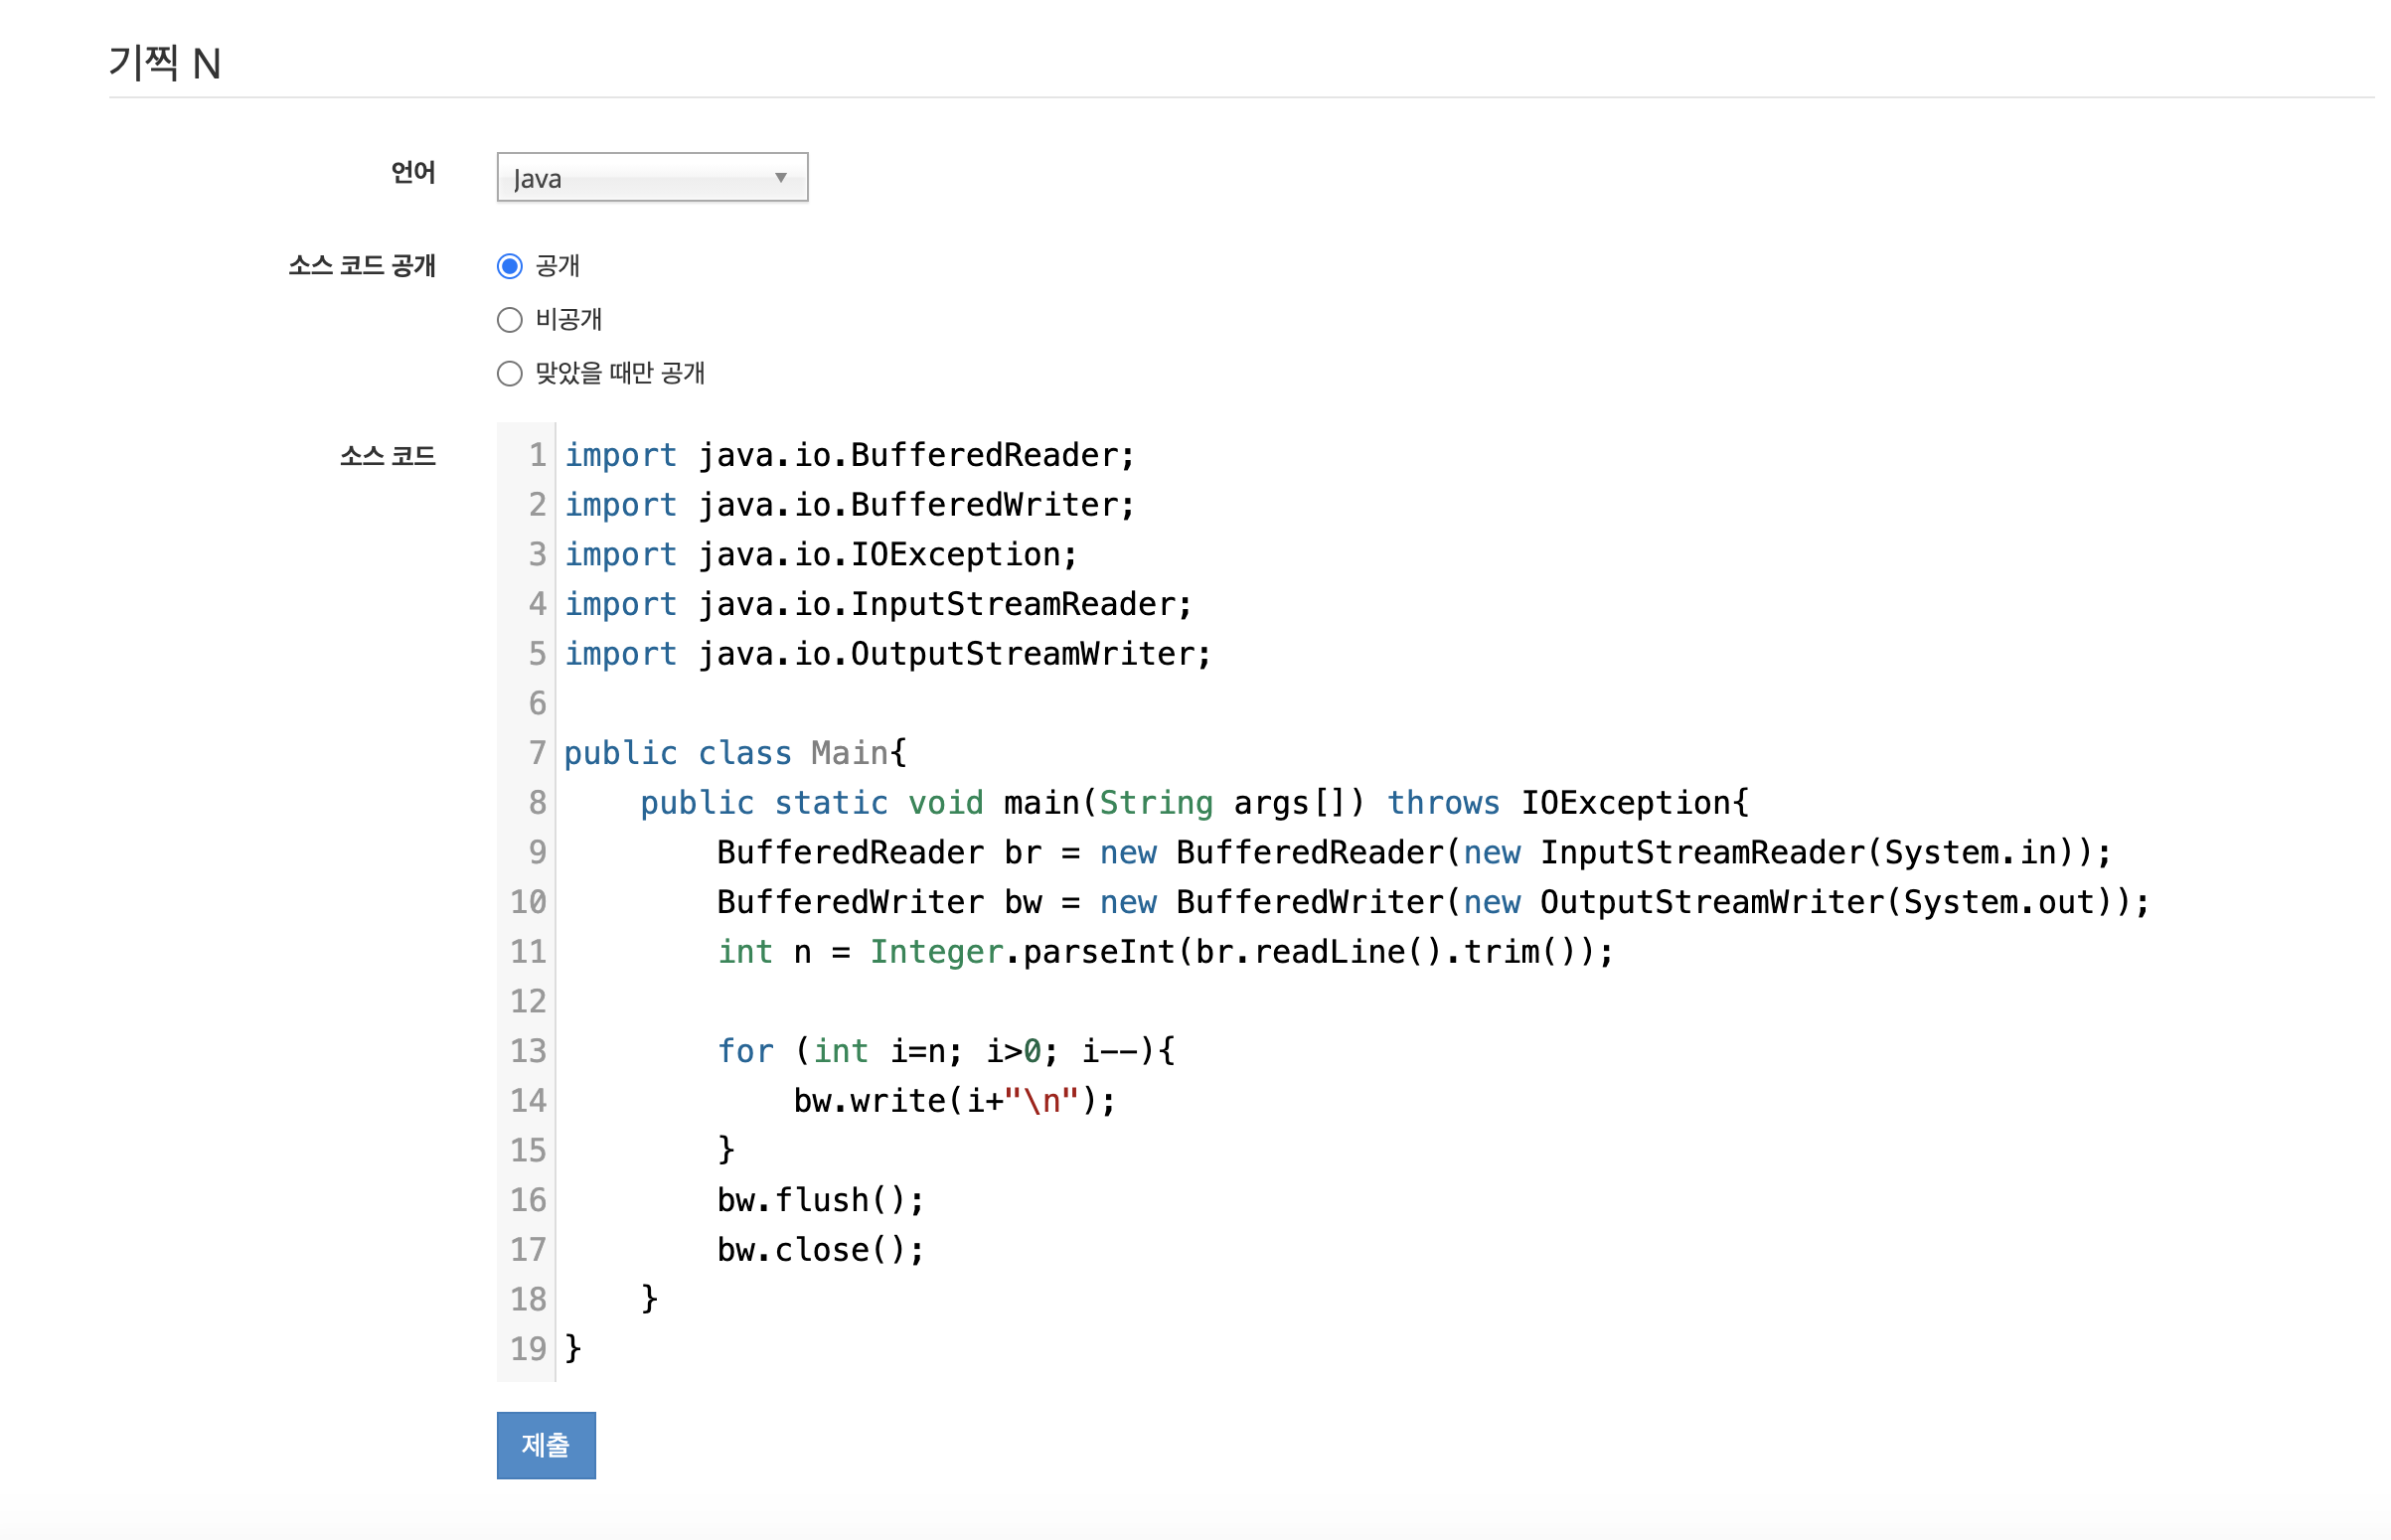 기찍 N
언어
Java
소스 코드 공개
공개
비공개
맞았을 때만 공개
소스 코드
1 import java.io.BufferedReader;
2 import java.io.BufferedWriter;
3 import java.io.IOException;
4 import java.io.InputStreamReader;
5 import java.io.OutputStreamWriter;
6
7 public class Main{
8     public static void main(String args[]) throws IOException{
9         BufferedReader br = new BufferedReader(new InputStreamReader(System.in));
10         BufferedWriter bw = new BufferedWriter(new OutputStreamWriter(System.out));
11         int n = Integer.parseInt(br.readLine().trim());
12
13         for (int i=n; i>0; i--){
14             bw.write(i+"\n");
15         }
16         bw.flush();
17         bw.close();
18     }
19 }
제출